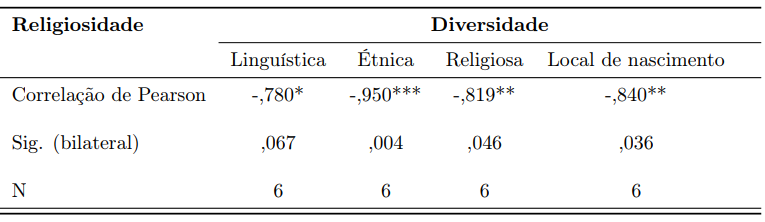 Religiosidade Diversidade
Linguística Étnica Religiosa Local de nascimento
Correlação de Pearson -,780* -,950*** -,819** -,840**
Sig. (bilateral) ,067 ,004 ,046 ,036
N 6 6 6 6